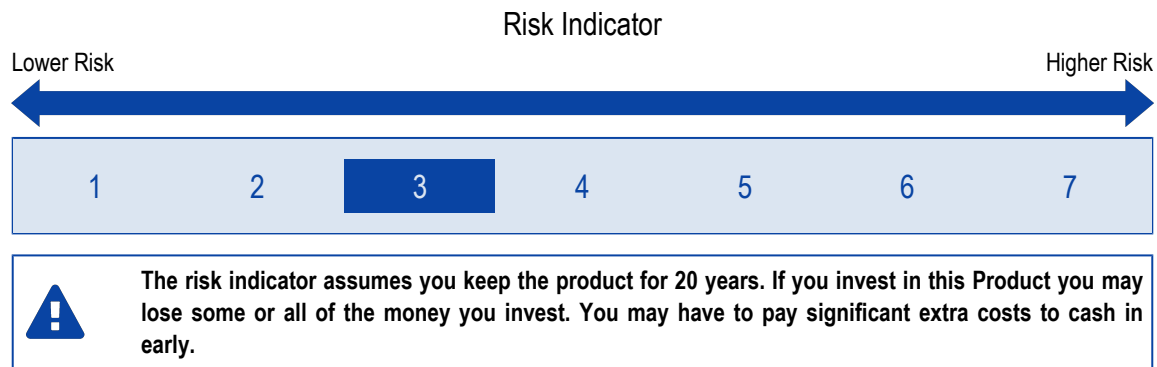 Risk Indicator
Lower Risk Higher Risk
1 2 3 4 5 6 7
The risk indicator assumes you keep the product for 20 years. If you invest in this Product you may
lose some or all of the money you invest. You may have to pay significant extra costs to cash in
early.